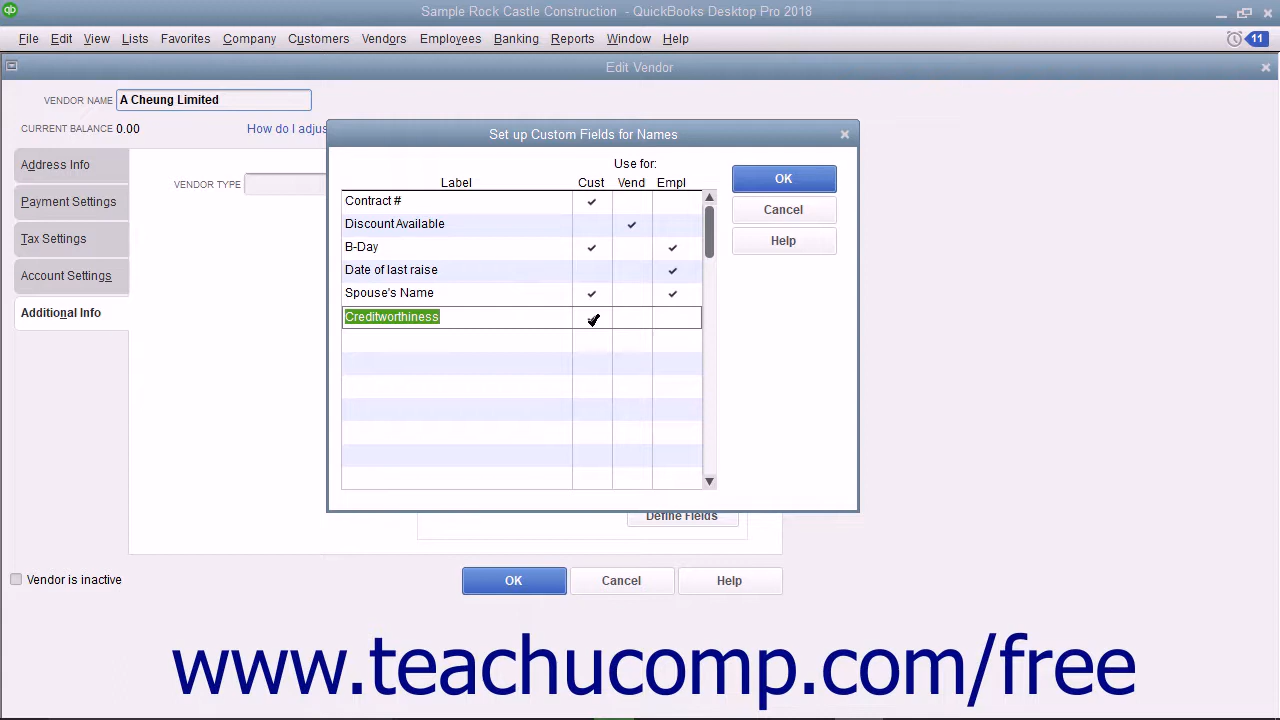 qb
Sample Rock Castle Construction - QuickBooks Desktop Pro 2018
File Edit View Lists Favorites Company Customers Vendors Employees Banking Reports Window Help 11
Edit Vendor
VENDOR NAME A Cheung Limited
CURRENT BALANCE 0.00 How do I adjus
Address Info
Payment Settings
Tax Settings
Account Settings
Additional Info
VENDOR TYPE
Set up Custom Fields for Names
Use for:
Label Cust Vend Empl
Contract #
Discount Available
B-Day
Date of last raise
Spouse's Name
Creditworthiness
OK
Cancel
Help
Define Fields
Vendor is inactive
OK Cancel Help
www.teachucomp.com/free